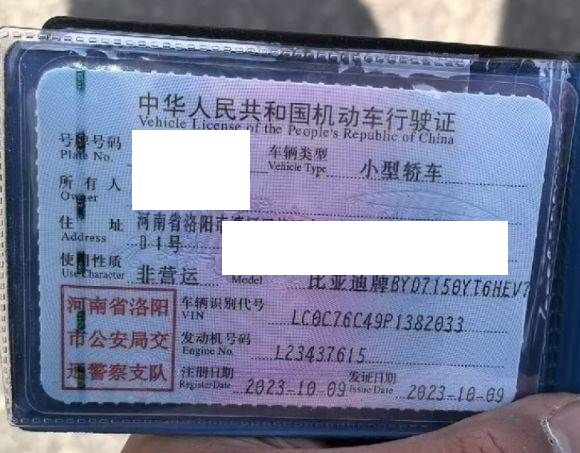 中华人民共和国机动车行驶证
Vehicle License of the People's Republic of China
号牌号码 Plate No.
车辆类型 Vehicle Type 小型轿车
所有人 Owner
住址 Address 河南省洛阳市
D1号
使用性质 Use Character 非营运 Model 比亚迪牌BYD7150YT6HEV
河南省洛阳
市公安局交
通警察支队
车辆识别代号 VIN LC0C76C49P1382033
发动机号码 Engine No. L23437615
注册日期 Register Date 2023-10-09 发证日期 Issue Date 2023-10-09